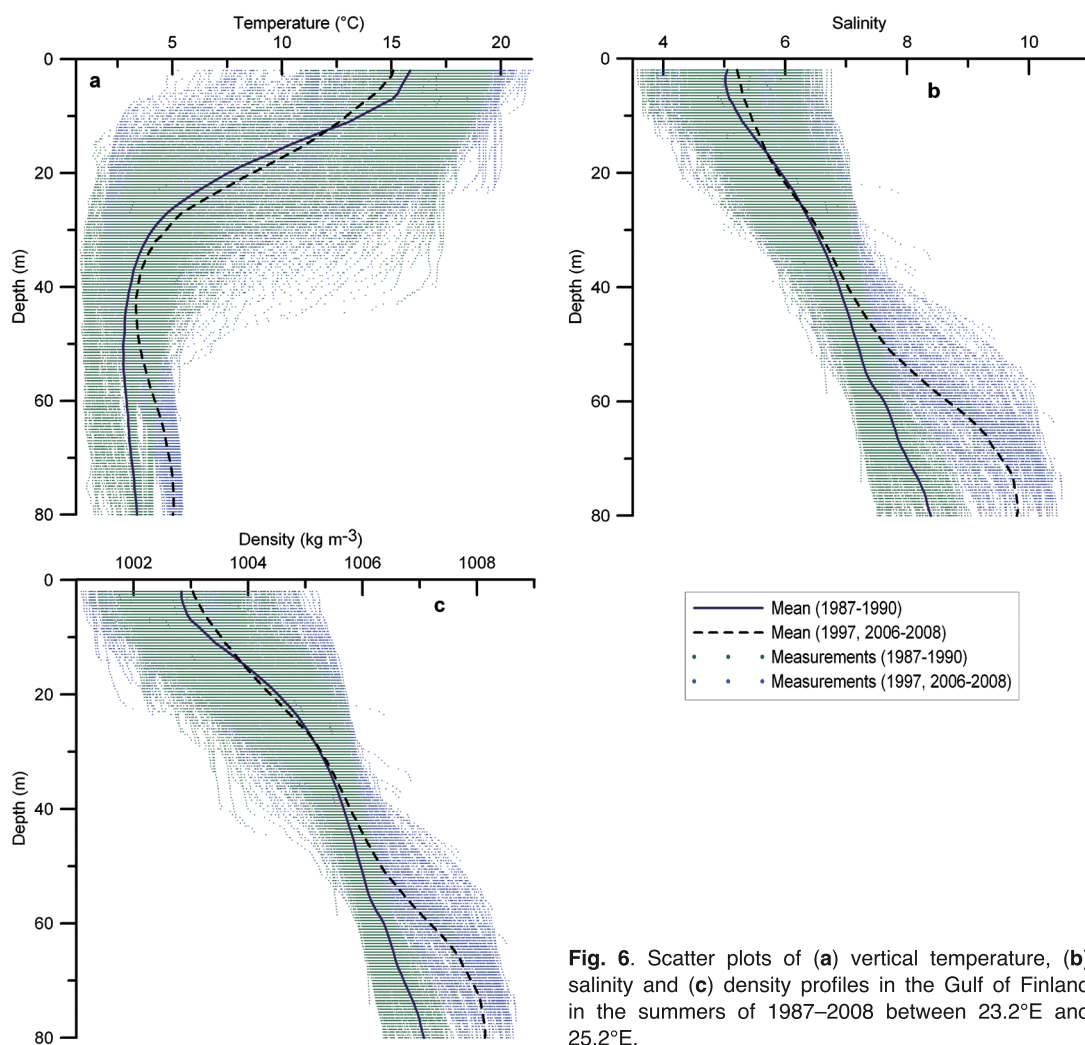 Temperature (°C)
5 10 15 20
0
20
40
60
80
Depth (m)
a
Salinity
4 6 8 10
0
20
40
60
80
Depth (m)
b
Density (kg m–3)
1002 1004 1006 1008
0
20
40
60
80
Depth (m)
c
Mean (1987-1990)
Mean (1997, 2006-2008)
Measurements (1987-1990)
Measurements (1997, 2006-2008)
Fig. 6. Scatter plots of (a) vertical temperature, (b)
salinity and (c) density profiles in the Gulf of Finland
in the summers of 1987–2008 between 23.2°E and
25.2°E.